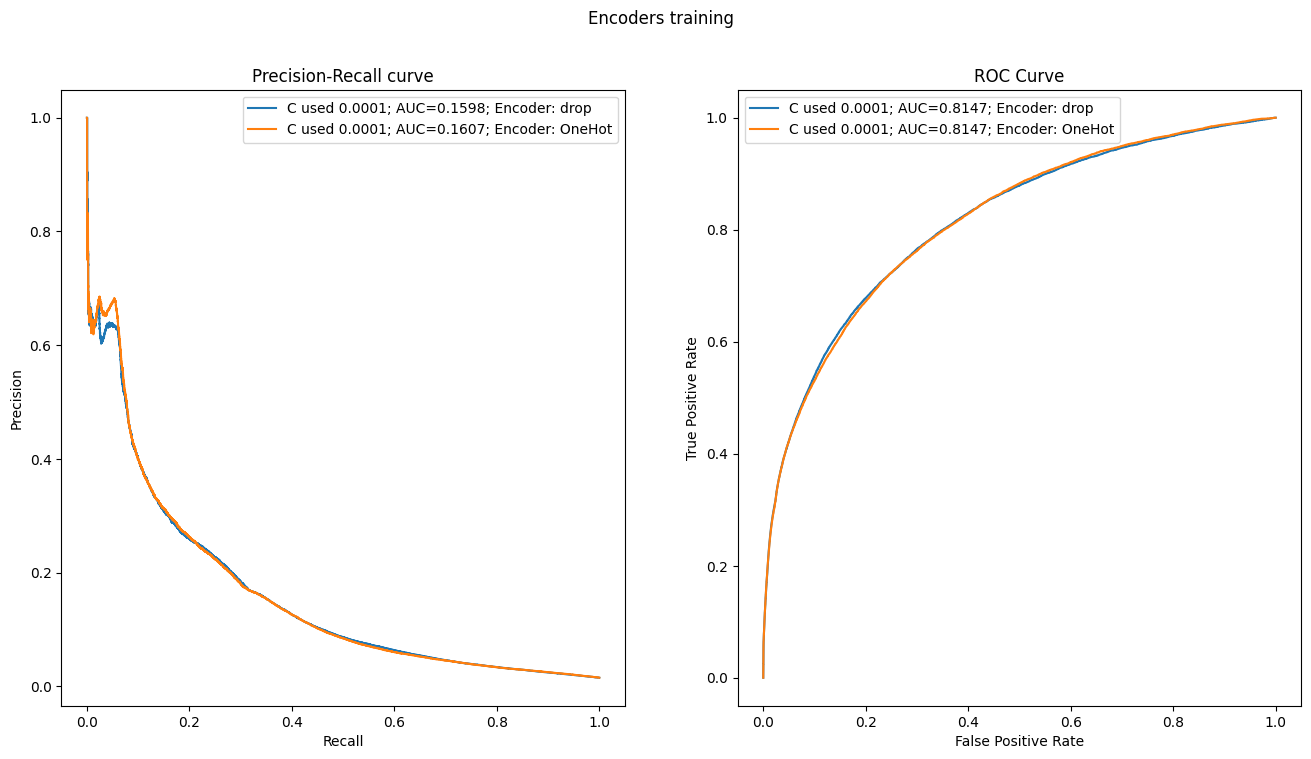 Encoders training
Precision-Recall curve
C used 0.0001; AUC=0.1598; Encoder: drop
C used 0.0001; AUC=0.1607; Encoder: OneHot
1.0
0.8
0.6
0.4
0.2
0.0
Precision
0.0 0.2 0.4 0.6 0.8 1.0
Recall
ROC Curve
C used 0.0001; AUC=0.8147; Encoder: drop
C used 0.0001; AUC=0.8147; Encoder: OneHot
1.0
0.8
0.6
0.4
0.2
0.0
True Positive Rate
0.0 0.2 0.4 0.6 0.8 1.0
False Positive Rate